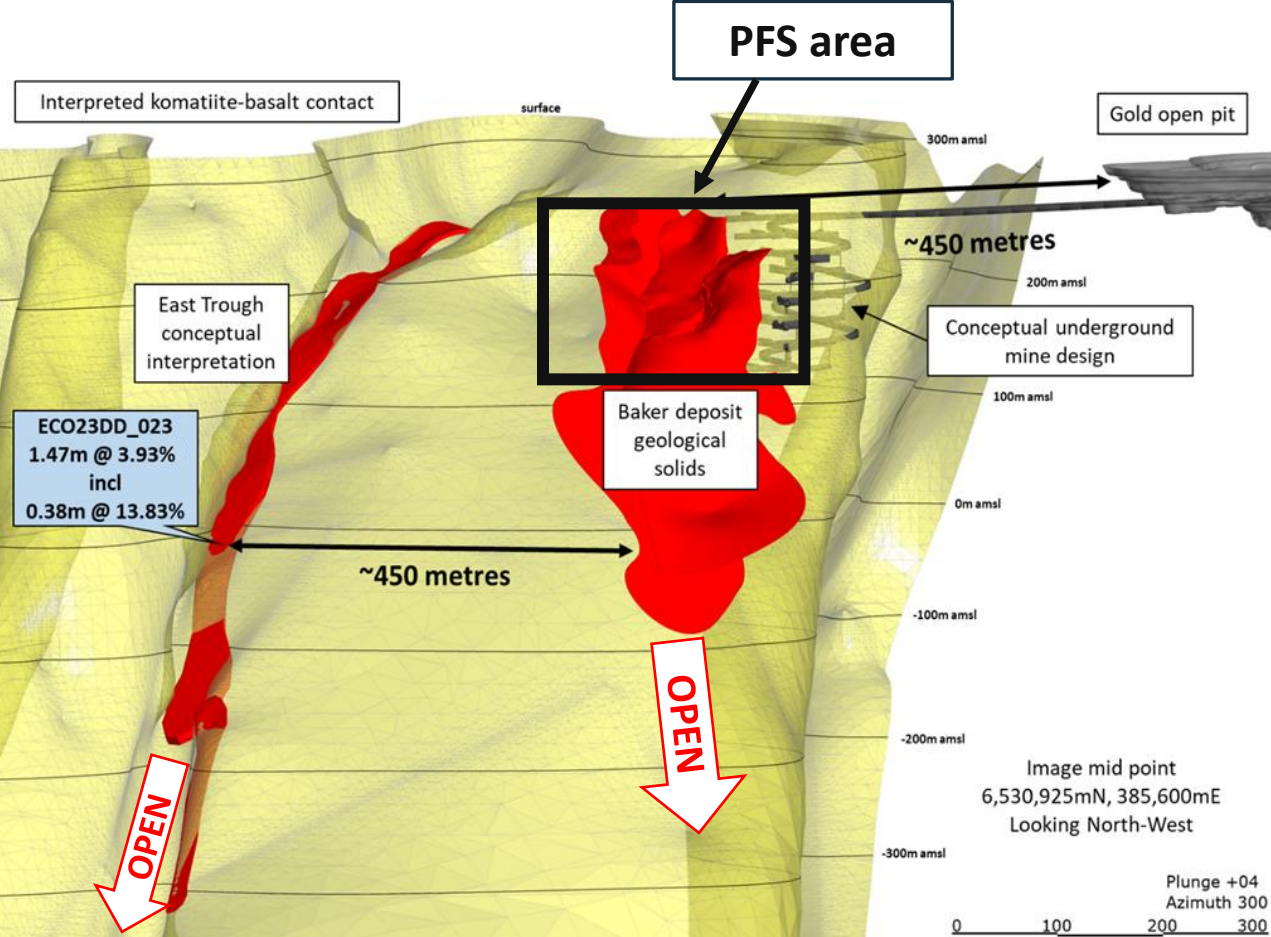 PFS area
Interpreted komatiite-basalt contact
surface
Gold open pit
300m amsl
~450 metres
200m amsl
East Trough
conceptual
interpretation
Conceptual underground
mine design
100m amsl
Baker deposit
geological
solids
ECO23DD_023
1.47m @ 3.93%
incl
0.38m @ 13.83%
0m amsl
~450 metres
-100m amsl
OPEN
-200m amsl
Image mid point
6,530,925mN, 385,600mE
Looking North-West
OPEN
-300m amsl
Plunge +04
Azimuth 300
0 100 200 300